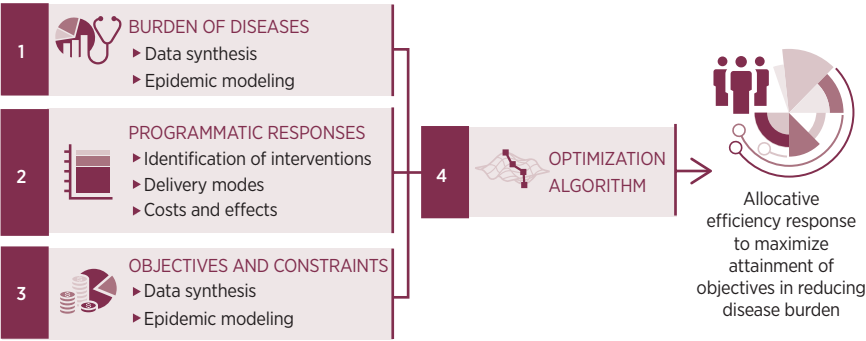 1
BURDEN OF DISEASES
Data synthesis
Epidemic modeling
2
PROGRAMMATIC RESPONSES
Identification of interventions
Delivery modes
Costs and effects
3
OBJECTIVES AND CONSTRAINTS
Data synthesis
Epidemic modeling
4
OPTIMIZATION
ALGORITHM
Allocative
efficiency response
to maximize
attainment of
objectives in reducing
disease burden